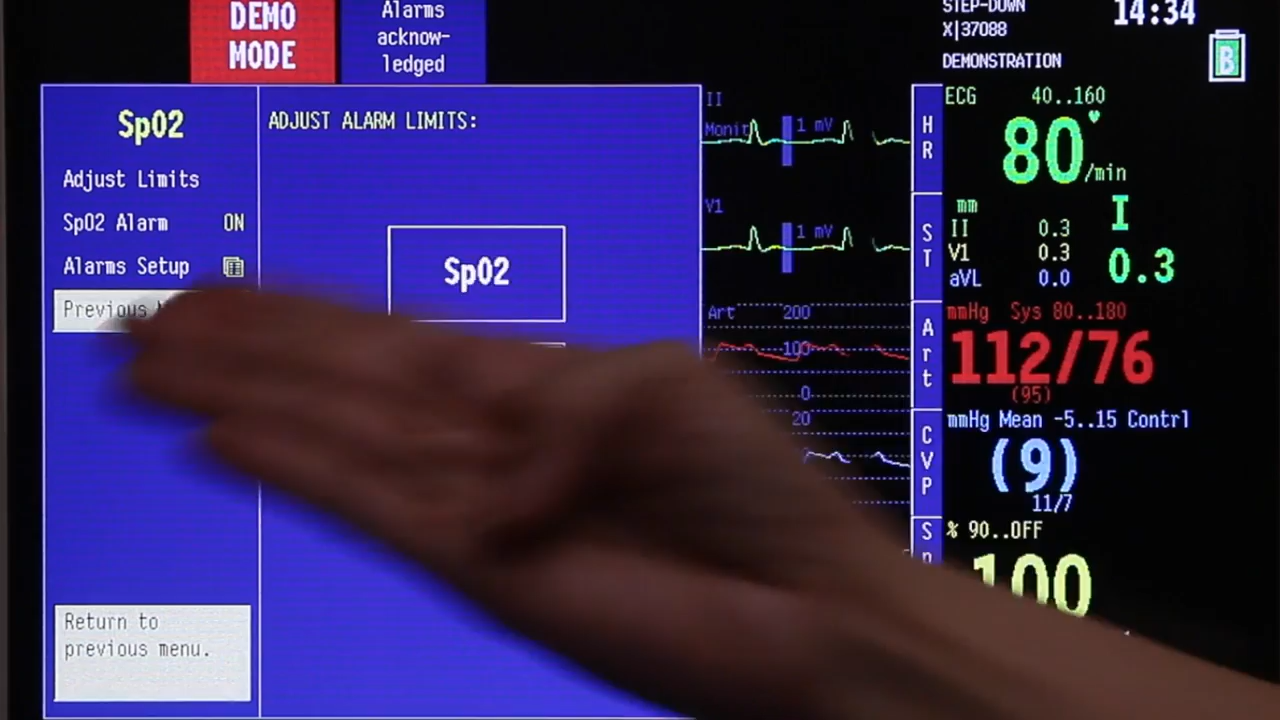 DEMO
MODE
Alarms
acknow-
ledged
STEP-DOWN
X|37088
DEMONSTRATION
14:34
B
SpO2
Adjust Limits
SpO2 Alarm ON
Alarms Setup
Previous
Return to
previous menu.
ADJUST ALARM LIMITS:
SpO2
II
Monit
1 mV
V1
1 mV
Art 200
100
0
20
HR
ECG 40..160
80
/min
ST
mm
II 0.3
V1 0.3
aVL 0.0
I
0.3
Art
mmHg Sys 80..180
112/76
(95)
CVP
mmHg Mean -5..15 Contrl
(9)
11/7
Sp
% 90..OFF
100